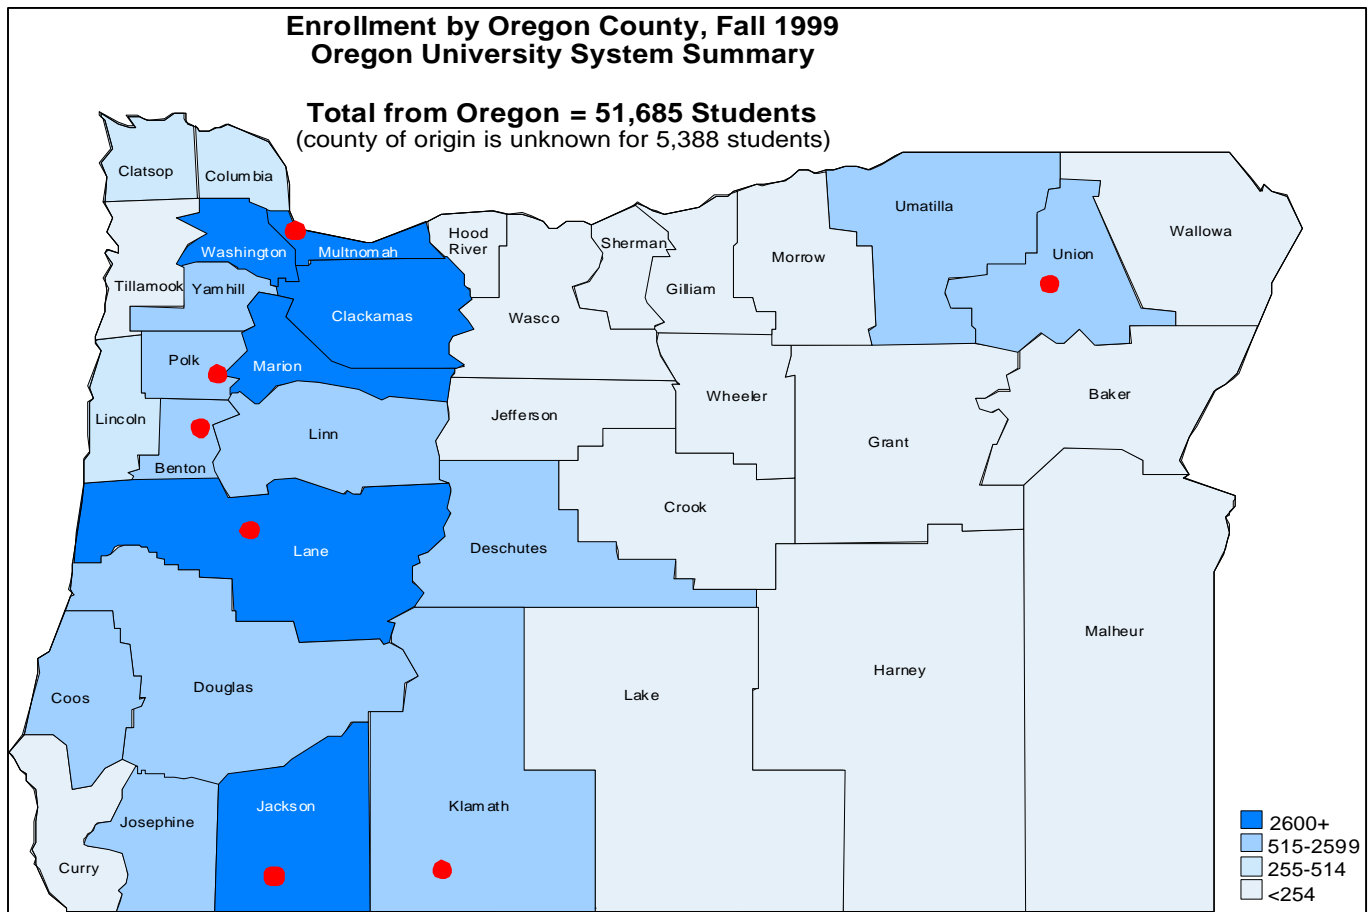 Enrollment by Oregon County, Fall 1999
Oregon University System Summary
Total from Oregon = 51,685 Students
(county of origin is unknown for 5,388 students)
Clatsop
Columbia
Washington
Multnomah
Hood
River
Sherman
Gilliam
Morrow
Umatilla
Union
Wallowa
Tillamook
Yamhill
Clackamas
Wasco
Polk
Marion
Wheeler
Baker
Lincoln
Linn
Jefferson
Grant
Benton
Crook
Lane
Deschutes
Malheur
Harney
Coos
Douglas
Lake
Josephine
Jackson
Klamath
Curry
2600+
515-2599
255-514
<254